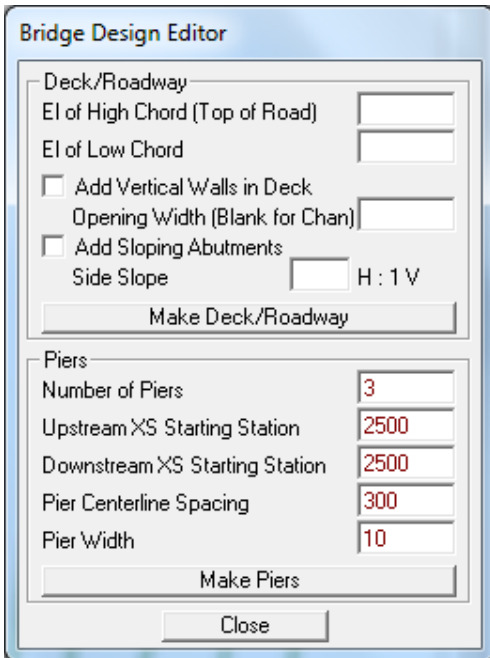 Bridge Design Editor
Deck/Roadway
El of High Chord (Top of Road)
El of Low Chord
Add Vertical Walls in Deck
Opening Width (Blank for Chan)
Add Sloping Abutments
Side Slope H : 1 V
Make Deck/Roadway
Piers
Number of Piers 3
Upstream XS Starting Station 2500
Downstream XS Starting Station 2500
Pier Centerline Spacing 300
Pier Width 10
Make Piers
Close